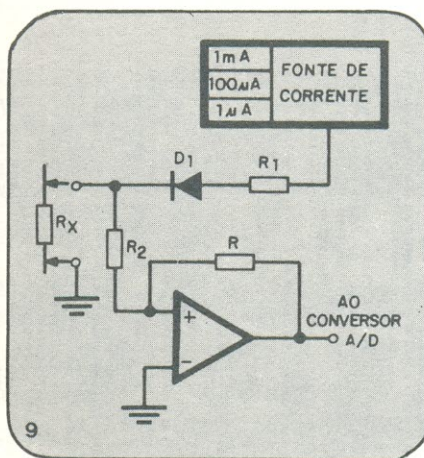 1mA
100µA
1µA
FONTE DE
CORRENTE
D1
R1
RX
R2
R
+
-
AO
CONVERSOR
A/D
9